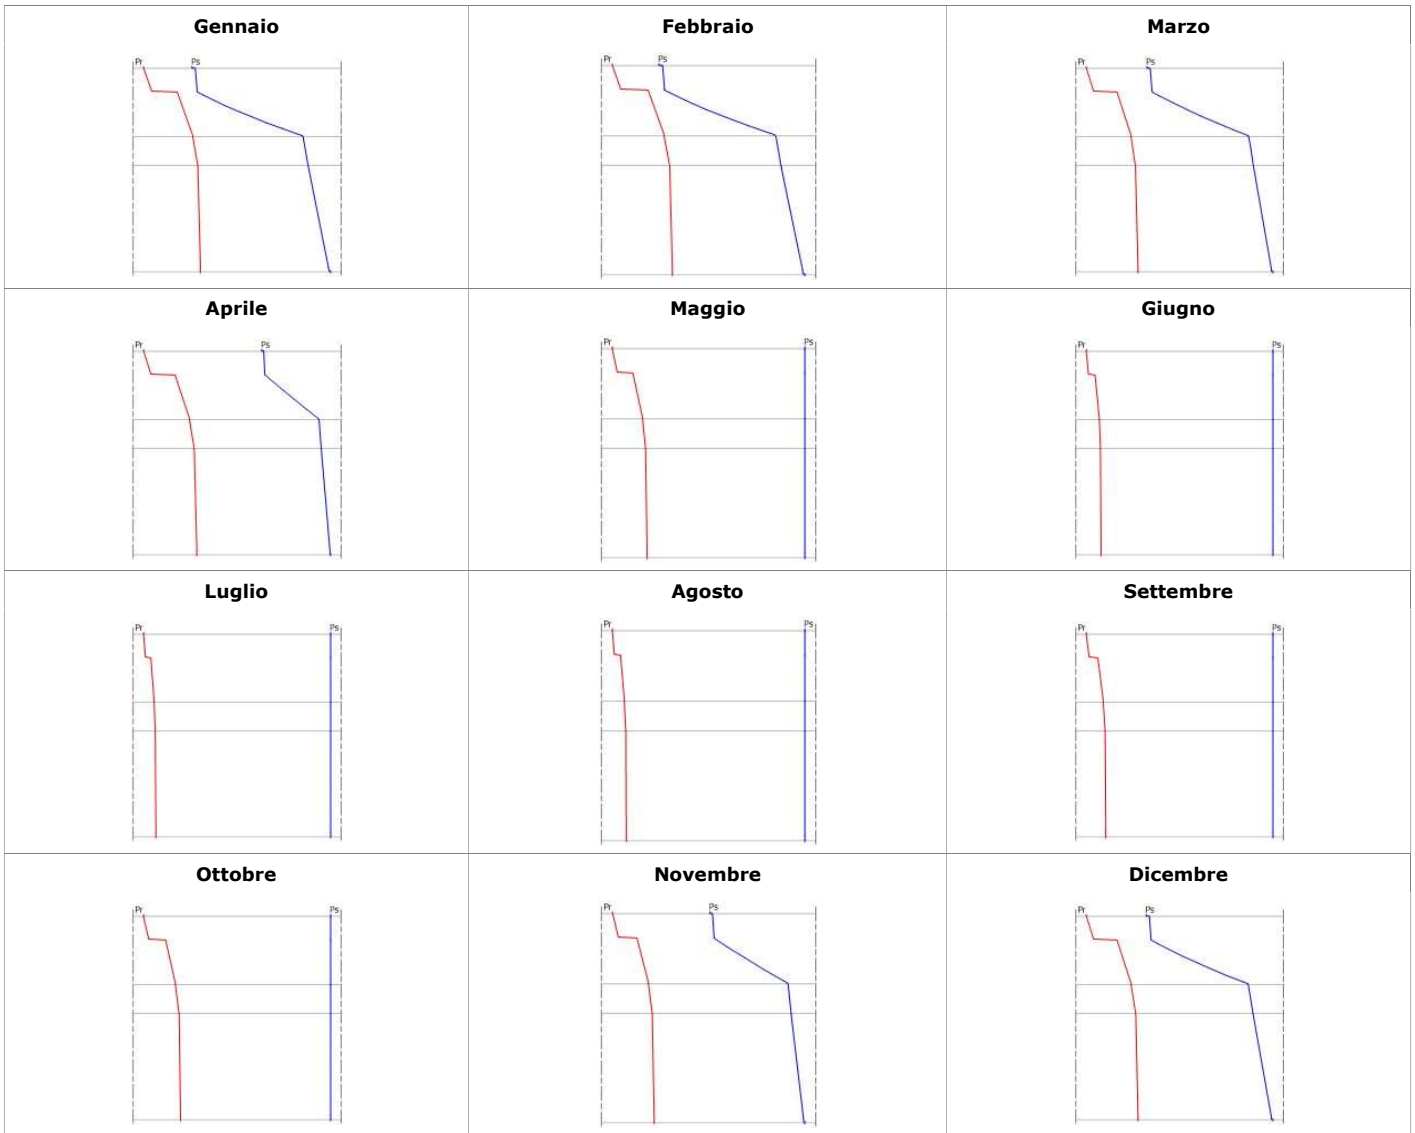 Gennaio Febbraio Marzo
Pr Ps Pr Ps Pr Ps
Aprile Maggio Giugno
Pr Ps Pr Ps Pr Ps
Luglio Agosto Settembre
Pr Ps Pr Ps Pr Ps
Ottobre Novembre Dicembre
Pr Ps Pr Ps Pr Ps